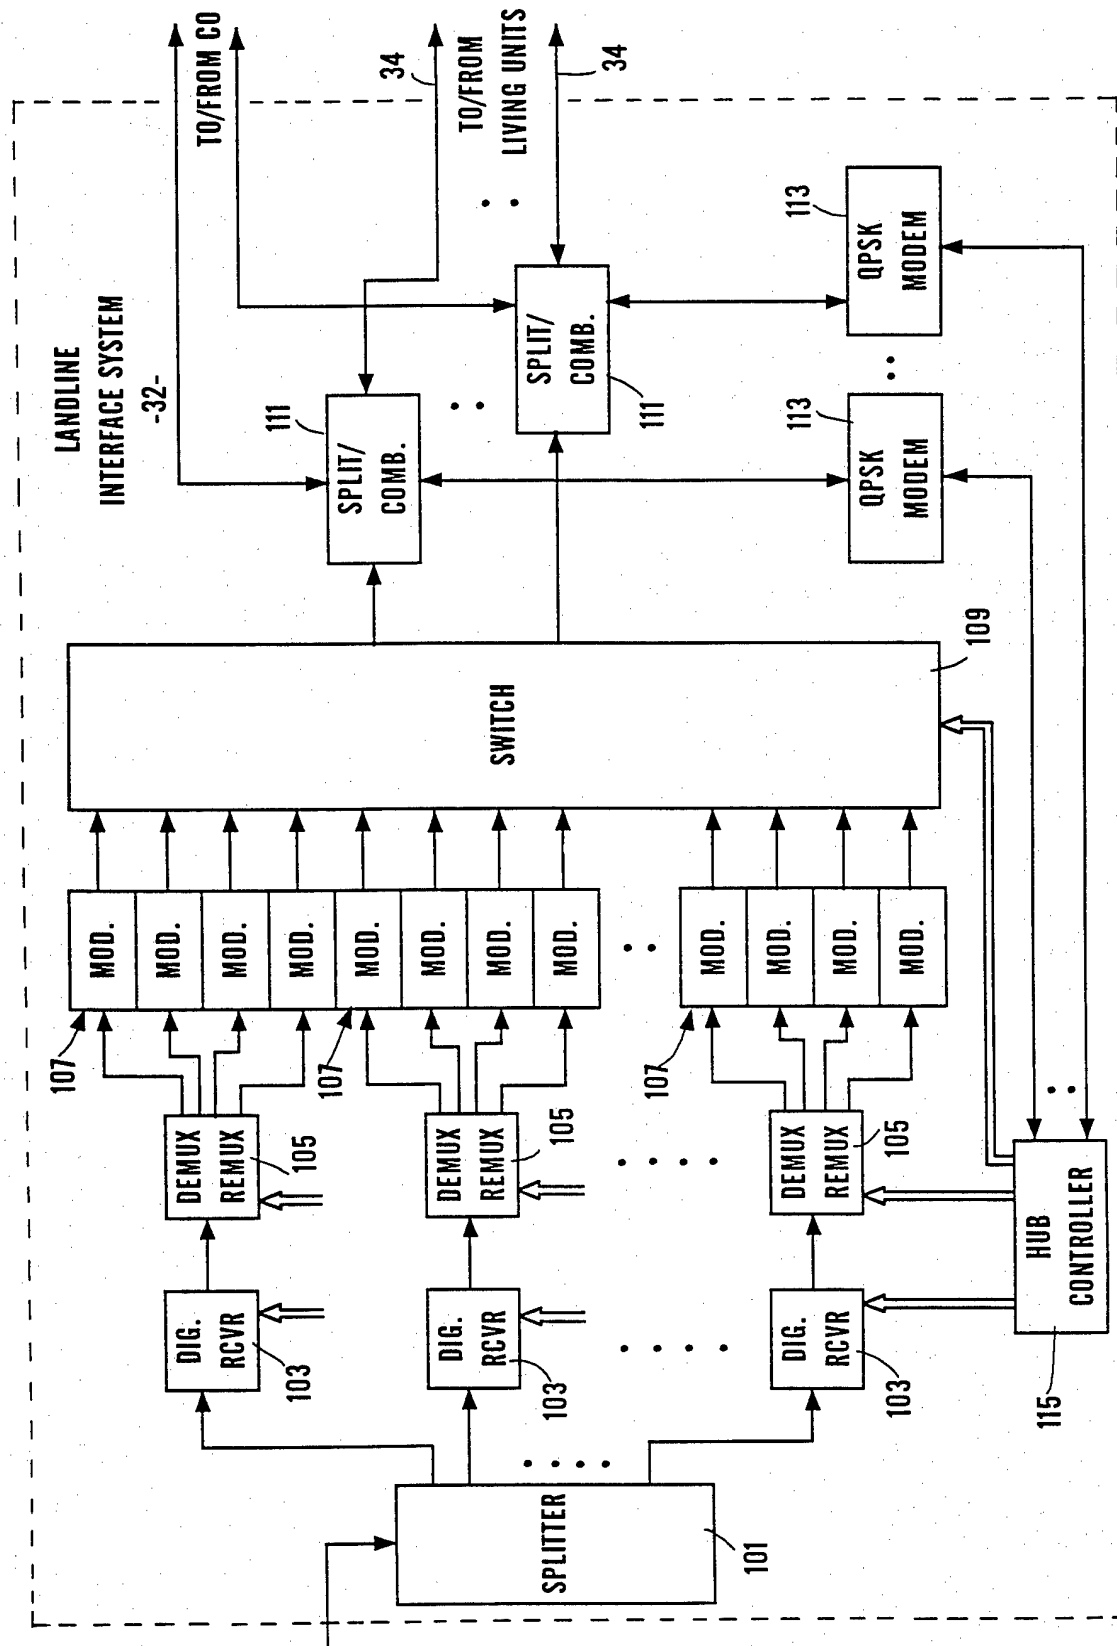 LANDLINE
INTERFACE SYSTEM
-32-
TO/FROM CO
34
TO/FROM
LIVING UNITS
34
SPLITTER
101
DIG.
RCVR
103
DIG.
RCVR
103
DIG.
RCVR
103
DEMUX
REMUX
105
DEMUX
REMUX
105
DEMUX
REMUX
105
107
MOD.
MOD.
MOD.
MOD.
107
MOD.
MOD.
MOD.
MOD.
107
MOD.
MOD.
MOD.
MOD.
SWITCH
109
SPLIT/
COMB.
111
SPLIT/
COMB.
111
QPSK
MODEM
113
QPSK
MODEM
113
HUB
CONTROLLER
115